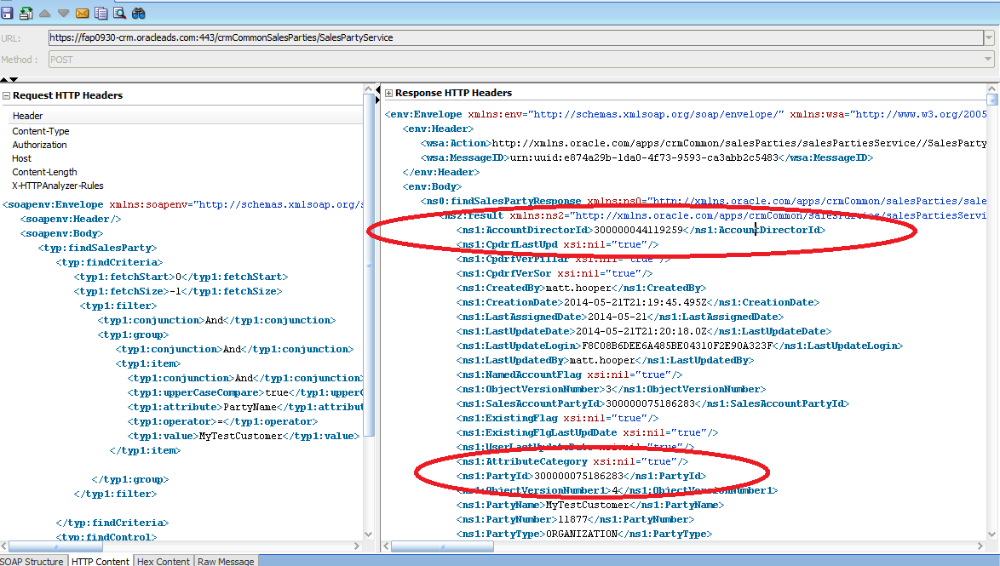 URL:
https://fap0930-crm.oracleads.com:443/crmCommonSalesParties/SalesPartyService
Method :
POST
Request HTTP Headers
Header
Content-Type
Authorization
Host
Content-Length
X-HTTPAnalyzer-Rules
<soapenv:Envelope xmlns:soapenv="http://schemas.xmlsoap.org/s
<soapenv:Header/>
<soapenv:Body>
<typ:findSalesParty>
<typ:findCriteria>
<typ1:fetchStart>0</typ1:fetchStart>
<typ1:fetchSize>-1</typ1:fetchSize>
<typ1:filter>
<typ1:conjunction>And</typ1:conjunction>
<typ1:group>
<typ1:conjunction>And</typ1:conjunction>
<typ1:item>
<typ1:conjunction>And</typ1:conjunction>
<typ1:upperCaseCompare>true</typ1:upperC
<typ1:attribute>PartyName</typ1:attribut
<typ1:operator>=</typ1:operator>
<typ1:value>MyTestCustomer</typ1:value>
</typ1:item>
</typ1:group>
</typ1:filter>
</typ:findCriteria>
<typ:findControl>
Response HTTP Headers
<env:Envelope xmlns:env="http://schemas.xmlsoap.org/soap/envelope/" xmlns:wsa="http://www.w3.org/2005
<env:Header>
<wsa:Action>http://xmlns.oracle.com/apps/crmCommon/salesParties/salesPartiesService//SalesParty
<wsa:MessageID>urn:uuid:e874a29b-1da0-4f73-9593-ca3abb2c5483</wsa:MessageID>
</env:Header>
<env:Body>
<ns0:findSalesPartyResponse xmlns:ns0="http://xmlns.oracle.com/apps/crmCommon/salesParties/sale
<ns2:result xmlns:ns2="http://xmlns.oracle.com/apps/crmCommon/salesParties/salesPartiesServi
<ns1:AccountDirectorId>300000044119259</ns1:AccountDirectorId>
<ns1:CpdrfLastUpd xsi:nil="true"/>
<ns1:CpdrfVerPillar xsi:nil="true"/>
<ns1:CpdrfVerSor xsi:nil="true"/>
<ns1:CreatedBy>matt.hooper</ns1:CreatedBy>
<ns1:CreationDate>2014-05-21T21:19:45.495Z</ns1:CreationDate>
<ns1:LastAssignedDate>2014-05-21</ns1:LastAssignedDate>
<ns1:LastUpdateDate>2014-05-21T21:20:18.0Z</ns1:LastUpdateDate>
<ns1:LastUpdateLogin>F8C08B6DEE6A485BE04310F2E90A323F</ns1:LastUpdateLogin>
<ns1:LastUpdatedBy>matt.hooper</ns1:LastUpdatedBy>
<ns1:NamedAccountFlag xsi:nil="true"/>
<ns1:ObjectVersionNumber>3</ns1:ObjectVersionNumber>
<ns1:SalesAccountPartyId>300000075186283</ns1:SalesAccountPartyId>
<ns1:ExistingFlag xsi:nil="true"/>
<ns1:ExistingFlgLastUpdDate xsi:nil="true"/>
<ns1:UserLastUpdateDate xsi:nil="true"/>
<ns1:AttributeCategory xsi:nil="true"/>
<ns1:PartyId>300000075186283</ns1:PartyId>
<ns1:ObjectVersionNumber1>4</ns1:ObjectVersionNumber1>
<ns1:PartyName>MyTestCustomer</ns1:PartyName>
<ns1:PartyNumber>11877</ns1:PartyNumber>
<ns1:PartyType>ORGANIZATION</ns1:PartyType>
SOAP Structure
HTTP Content
Hex Content
Raw Message